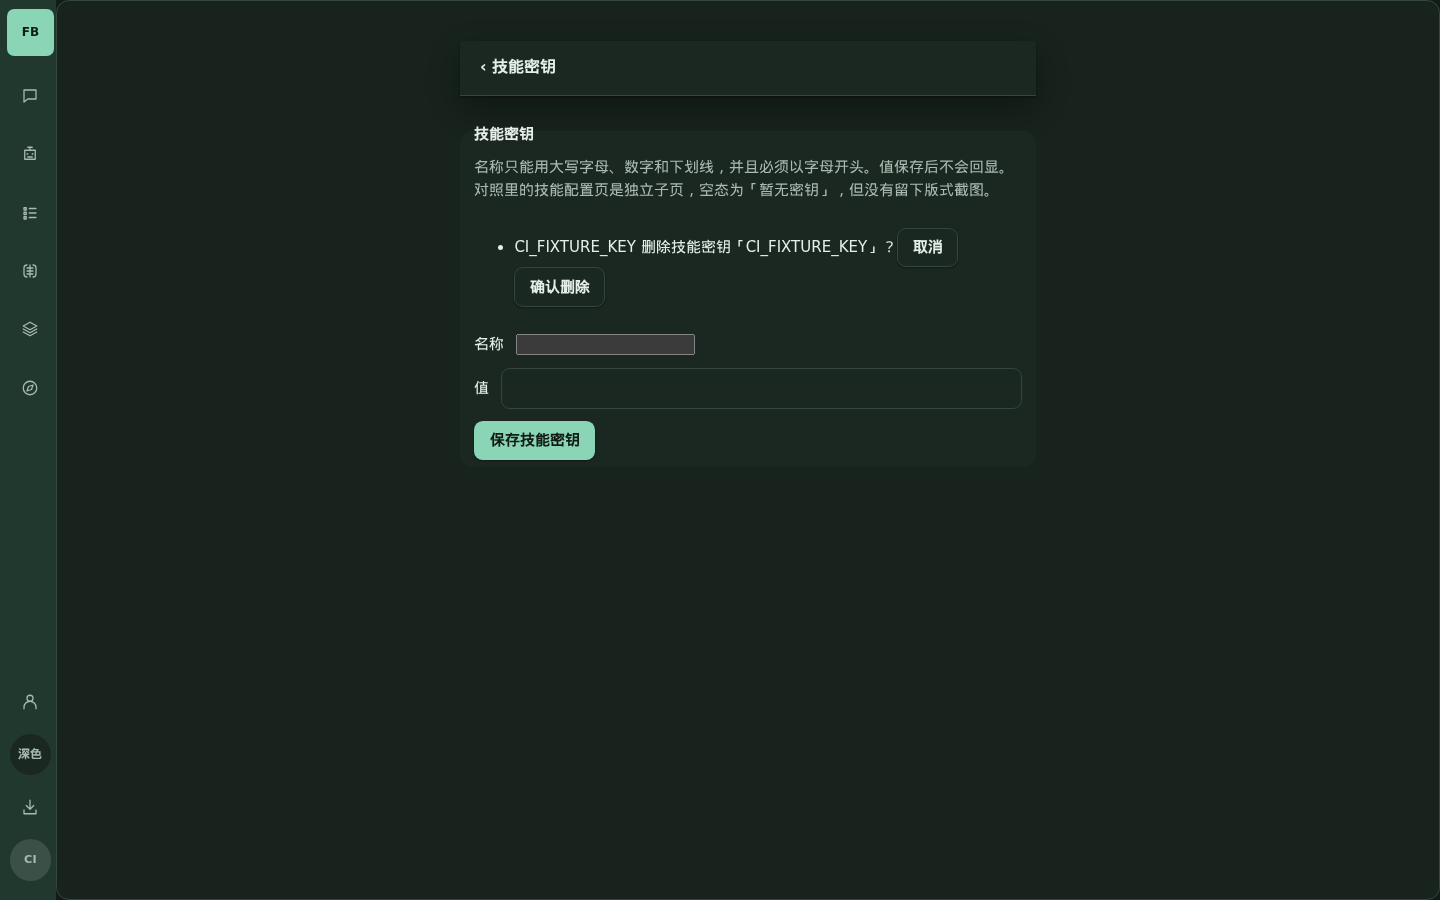 FB
‹ 技能密钥
技能密钥
名称只能用大写字母、数字和下划线，并且必须以字母开头。值保存后不会回显。
对照里的技能配置页是独立子页，空态为「暂无密钥」，但没有留下版式截图。
• CI_FIXTURE_KEY 删除技能密钥「CI_FIXTURE_KEY」？ 取消
确认删除
名称
值
保存技能密钥
深色
CI